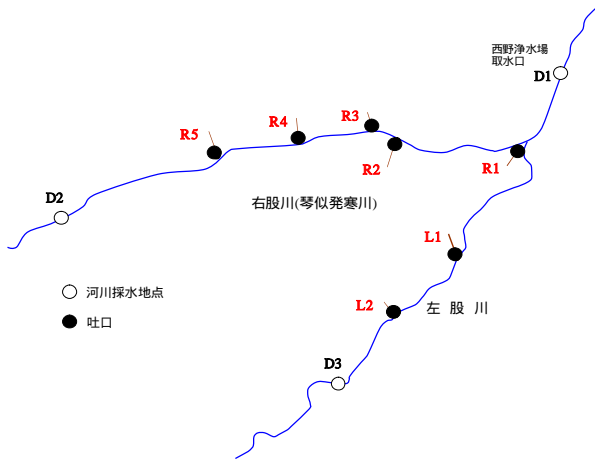 西野浄水場
取水口
D1
R3
R4
R5
R2
R1
D2
右股川(琴似発寒川)
L1
河川採水地点
L2
左 股 川
吐口
D3